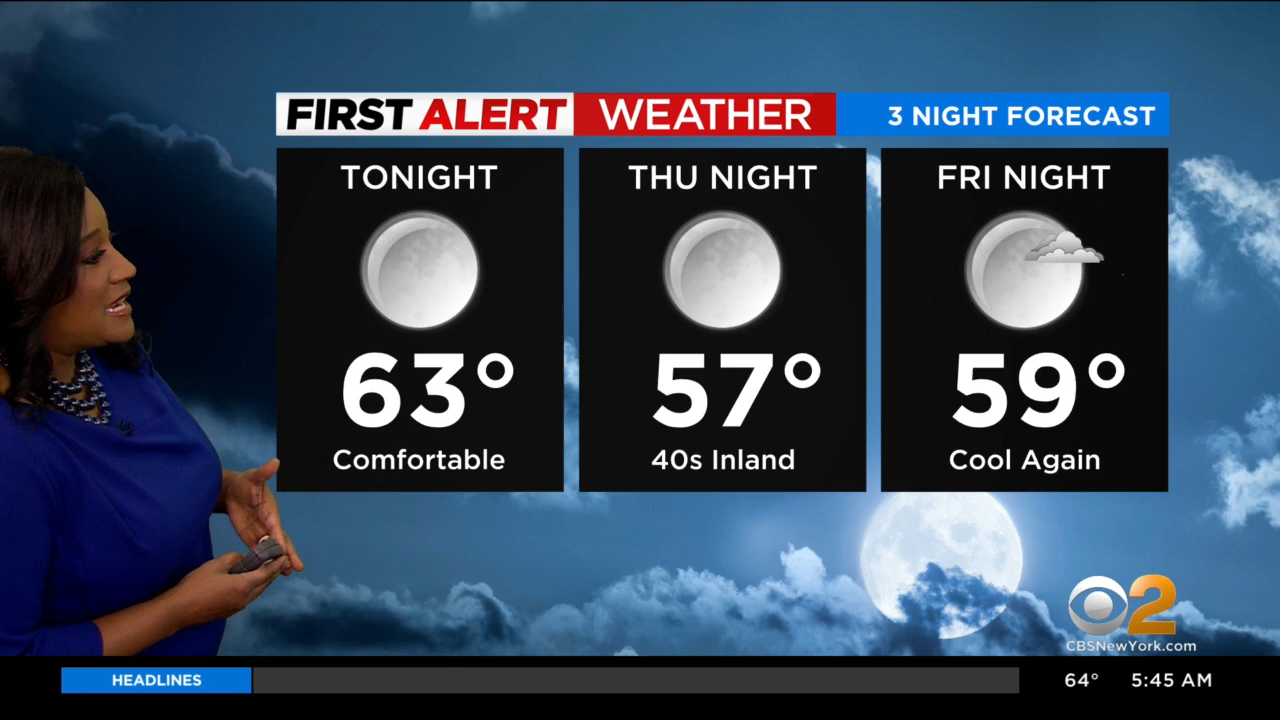 FIRST ALERT WEATHER 3 NIGHT FORECAST
TONIGHT
63°
Comfortable
THU NIGHT
57°
40s Inland
FRI NIGHT
59°
Cool Again
2
CBSNewYork.com
HEADLINES
64° 5:45 AM